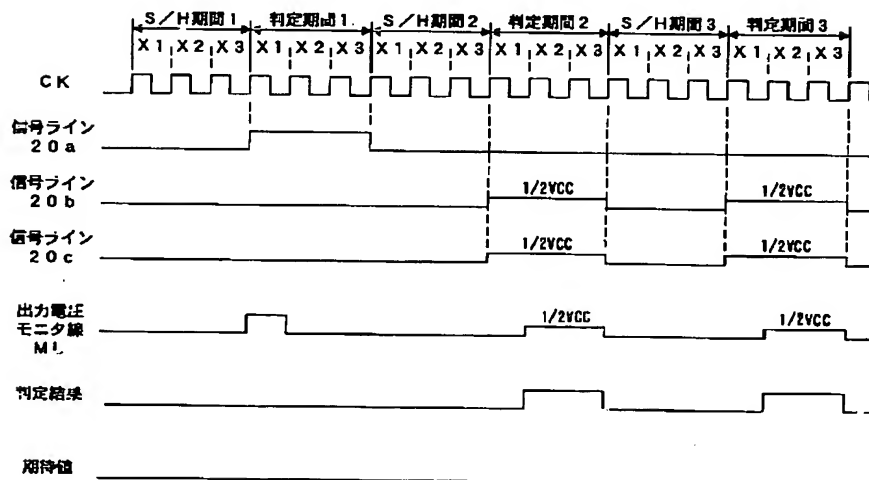 S/H期間1 判定期間1. S/H期間2 判定期間2 S/H期間3 判定期間3
X1 X2 X3 X1 X2 X3 X1 X2 X3 X1 X2 X3 X1 X2 X3 X1 X2 X3
CK
信号ライン
20a
信号ライン
20b
1/2VCC 1/2VCC
信号ライン
20c
1/2VCC 1/2VCC
出力電圧
モニタ線
ML
1/2VCC 1/2VCC
判定結果
期待値